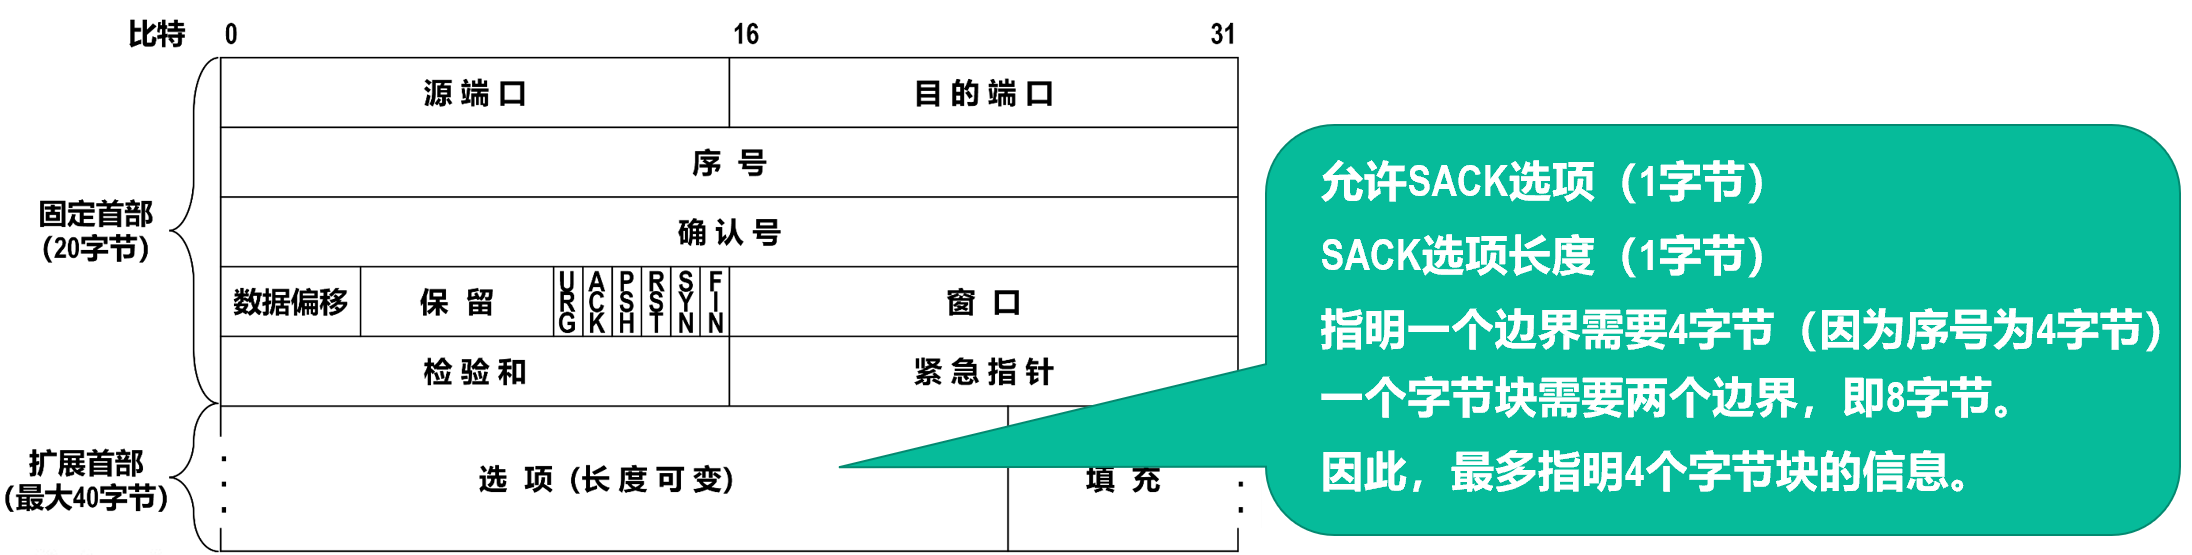 比特 0 16 31
源端口 目的端口
序号
确认号
固定首部
(20字节)
数据偏移 保留 URG ACK PSH RST SYN FIN 窗口
检验和 紧急指针
扩展首部
(最大40字节)
选项 (长度可变) 填充
允许SACK选项（1字节）
SACK选项长度（1字节）
指明一个边界需要4字节（因为序号为4字节）
一个字节块需要两个边界，即8字节。
因此，最多指明4个字节块的信息。